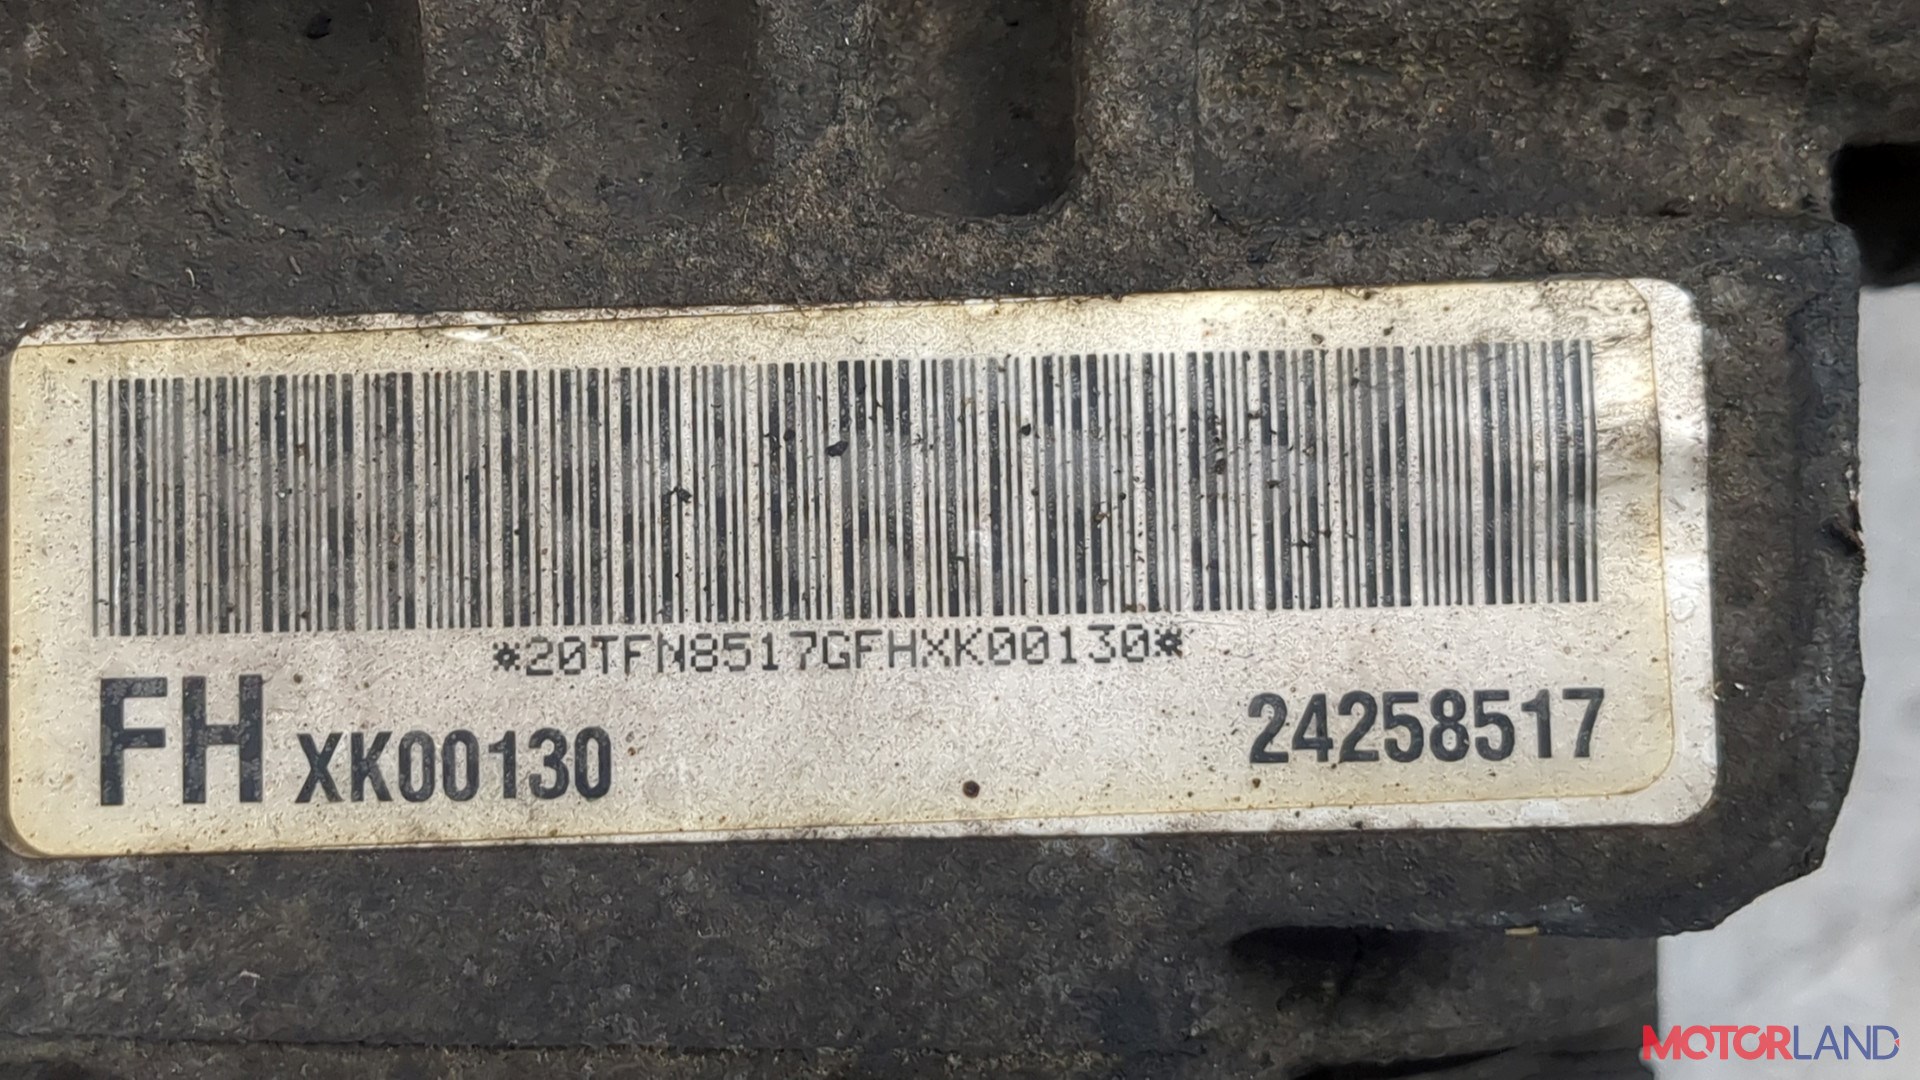 *20TFN8517GFHXK00130*
FH XK00130 24258517
MOTORLAND